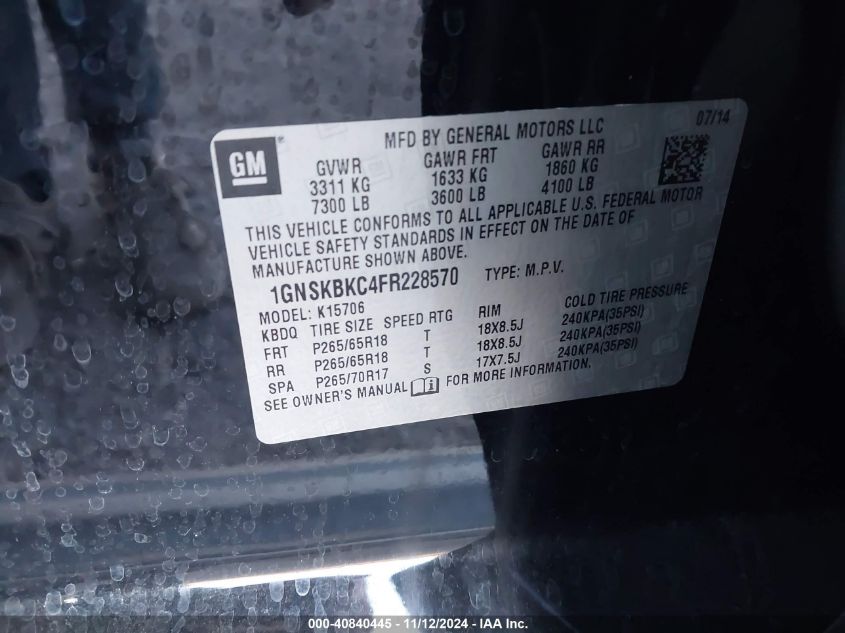 GM
MFD BY GENERAL MOTORS LLC
07/14
GVWR GAWR FRT GAWR RR
3311 KG 1633 KG 1860 KG
7300 LB 3600 LB 4100 LB
THIS VEHICLE CONFORMS TO ALL APPLICABLE U.S. FEDERAL MOTOR
VEHICLE SAFETY STANDARDS IN EFFECT ON THE DATE OF
MANUFACTURE SHOWN ABOVE.
1GNSKBKC4FR228570 TYPE: M.P.V.
MODEL: K15706
KBDQ TIRE SIZE SPEED RTG RIM COLD TIRE PRESSURE
FRT P265/65R18 T 18X8.5J 240KPA(35PSI)
RR P265/65R18 T 18X8.5J 240KPA(35PSI)
SPA P265/70R17 S 17X7.5J 240KPA(35PSI)
SEE OWNER'S MANUAL FOR MORE INFORMATION.
000-40840445 - 11/12/2024 - IAA Inc.